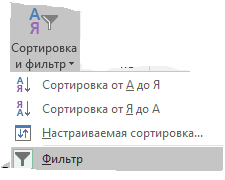 Сортировка
и фильтр
Сортировка от А до Я
Сортировка от Я до А
Настраиваемая сортировка...
Фильтр